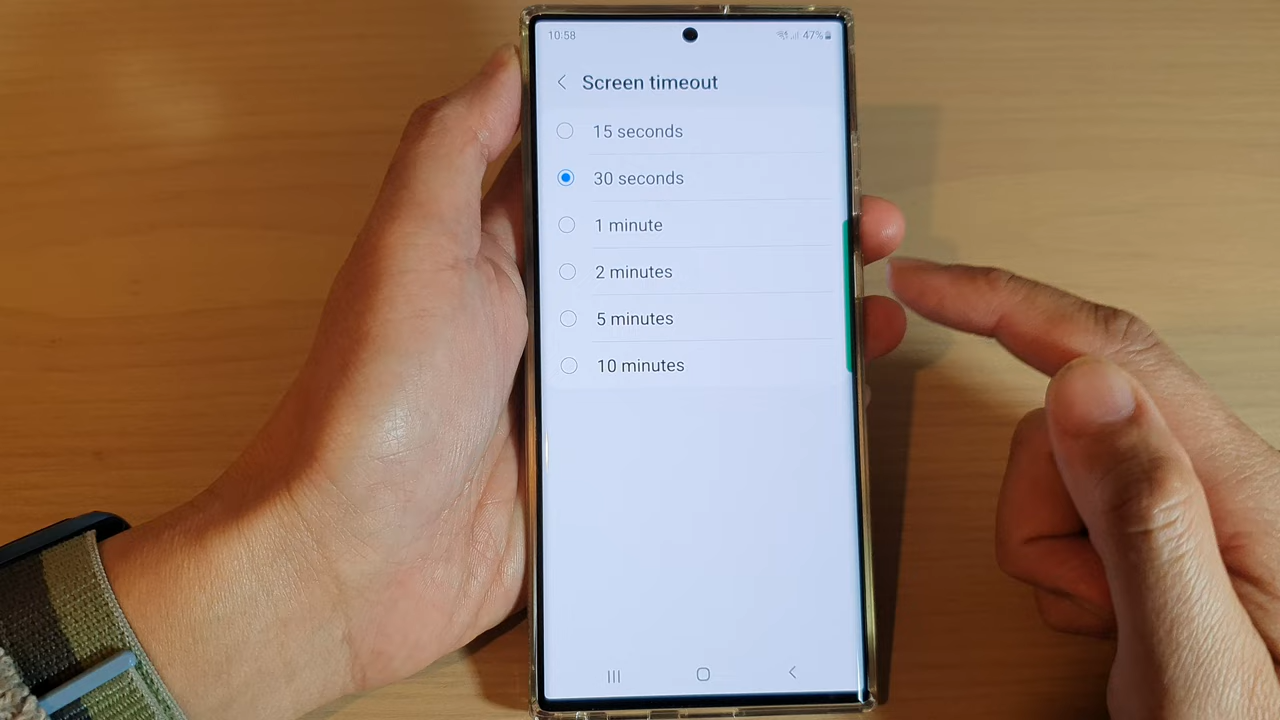 10:58
47%
Screen timeout
15 seconds
30 seconds
1 minute
2 minutes
5 minutes
10 minutes